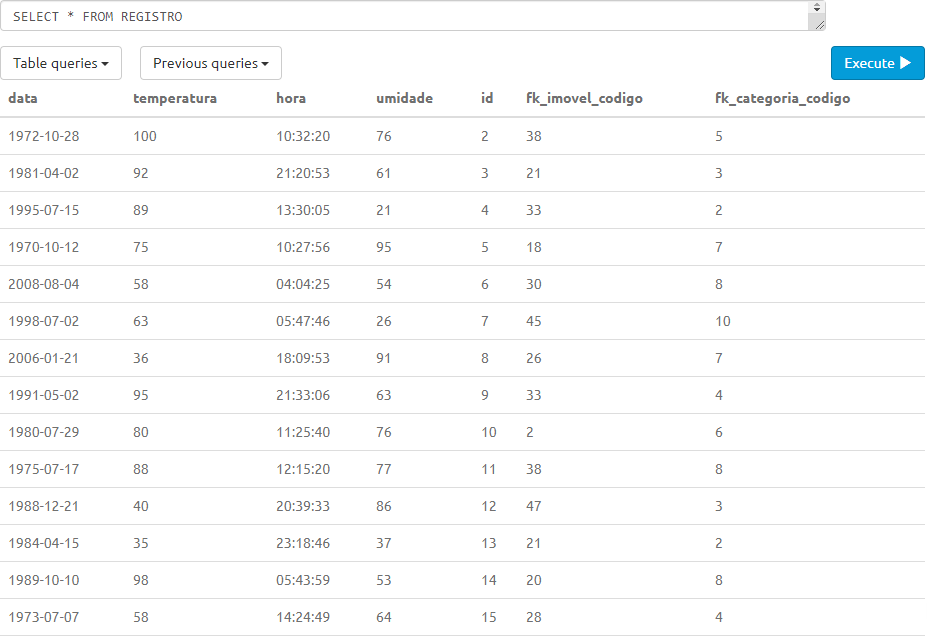 SELECT * FROM REGISTRO
Table queries Previous queries Execute
data temperatura hora umidade id fk_imovel_codigo fk_categoria_codigo
1972-10-28 100 10:32:20 76 2 38 5
1981-04-02 92 21:20:53 61 3 21 3
1995-07-15 89 13:30:05 21 4 33 2
1970-10-12 75 10:27:56 95 5 18 7
2008-08-04 58 04:04:25 54 6 30 8
1998-07-02 63 05:47:46 26 7 45 10
2006-01-21 36 18:09:53 91 8 26 7
1991-05-02 95 21:33:06 63 9 33 4
1980-07-29 80 11:25:40 76 10 2 6
1975-07-17 88 12:15:20 77 11 38 8
1988-12-21 40 20:39:33 86 12 47 3
1984-04-15 35 23:18:46 37 13 21 2
1989-10-10 98 05:43:59 53 14 20 8
1973-07-07 58 14:24:49 64 15 28 4